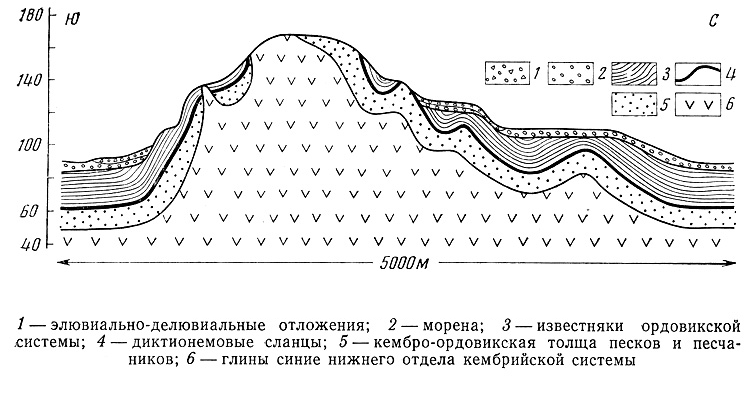 180 Ю С
140 1 2 3 4
5 6
100
60
40
5000м
1 — элювиально-делювиальные отложения; 2 — морена; 3 — известняки ордовикской
системы; 4 — диктионемовые сланцы; 5 — кембро-ордовикская толща песков и песча-
ников; 6 — глины синие нижнего отдела кембрийской системы